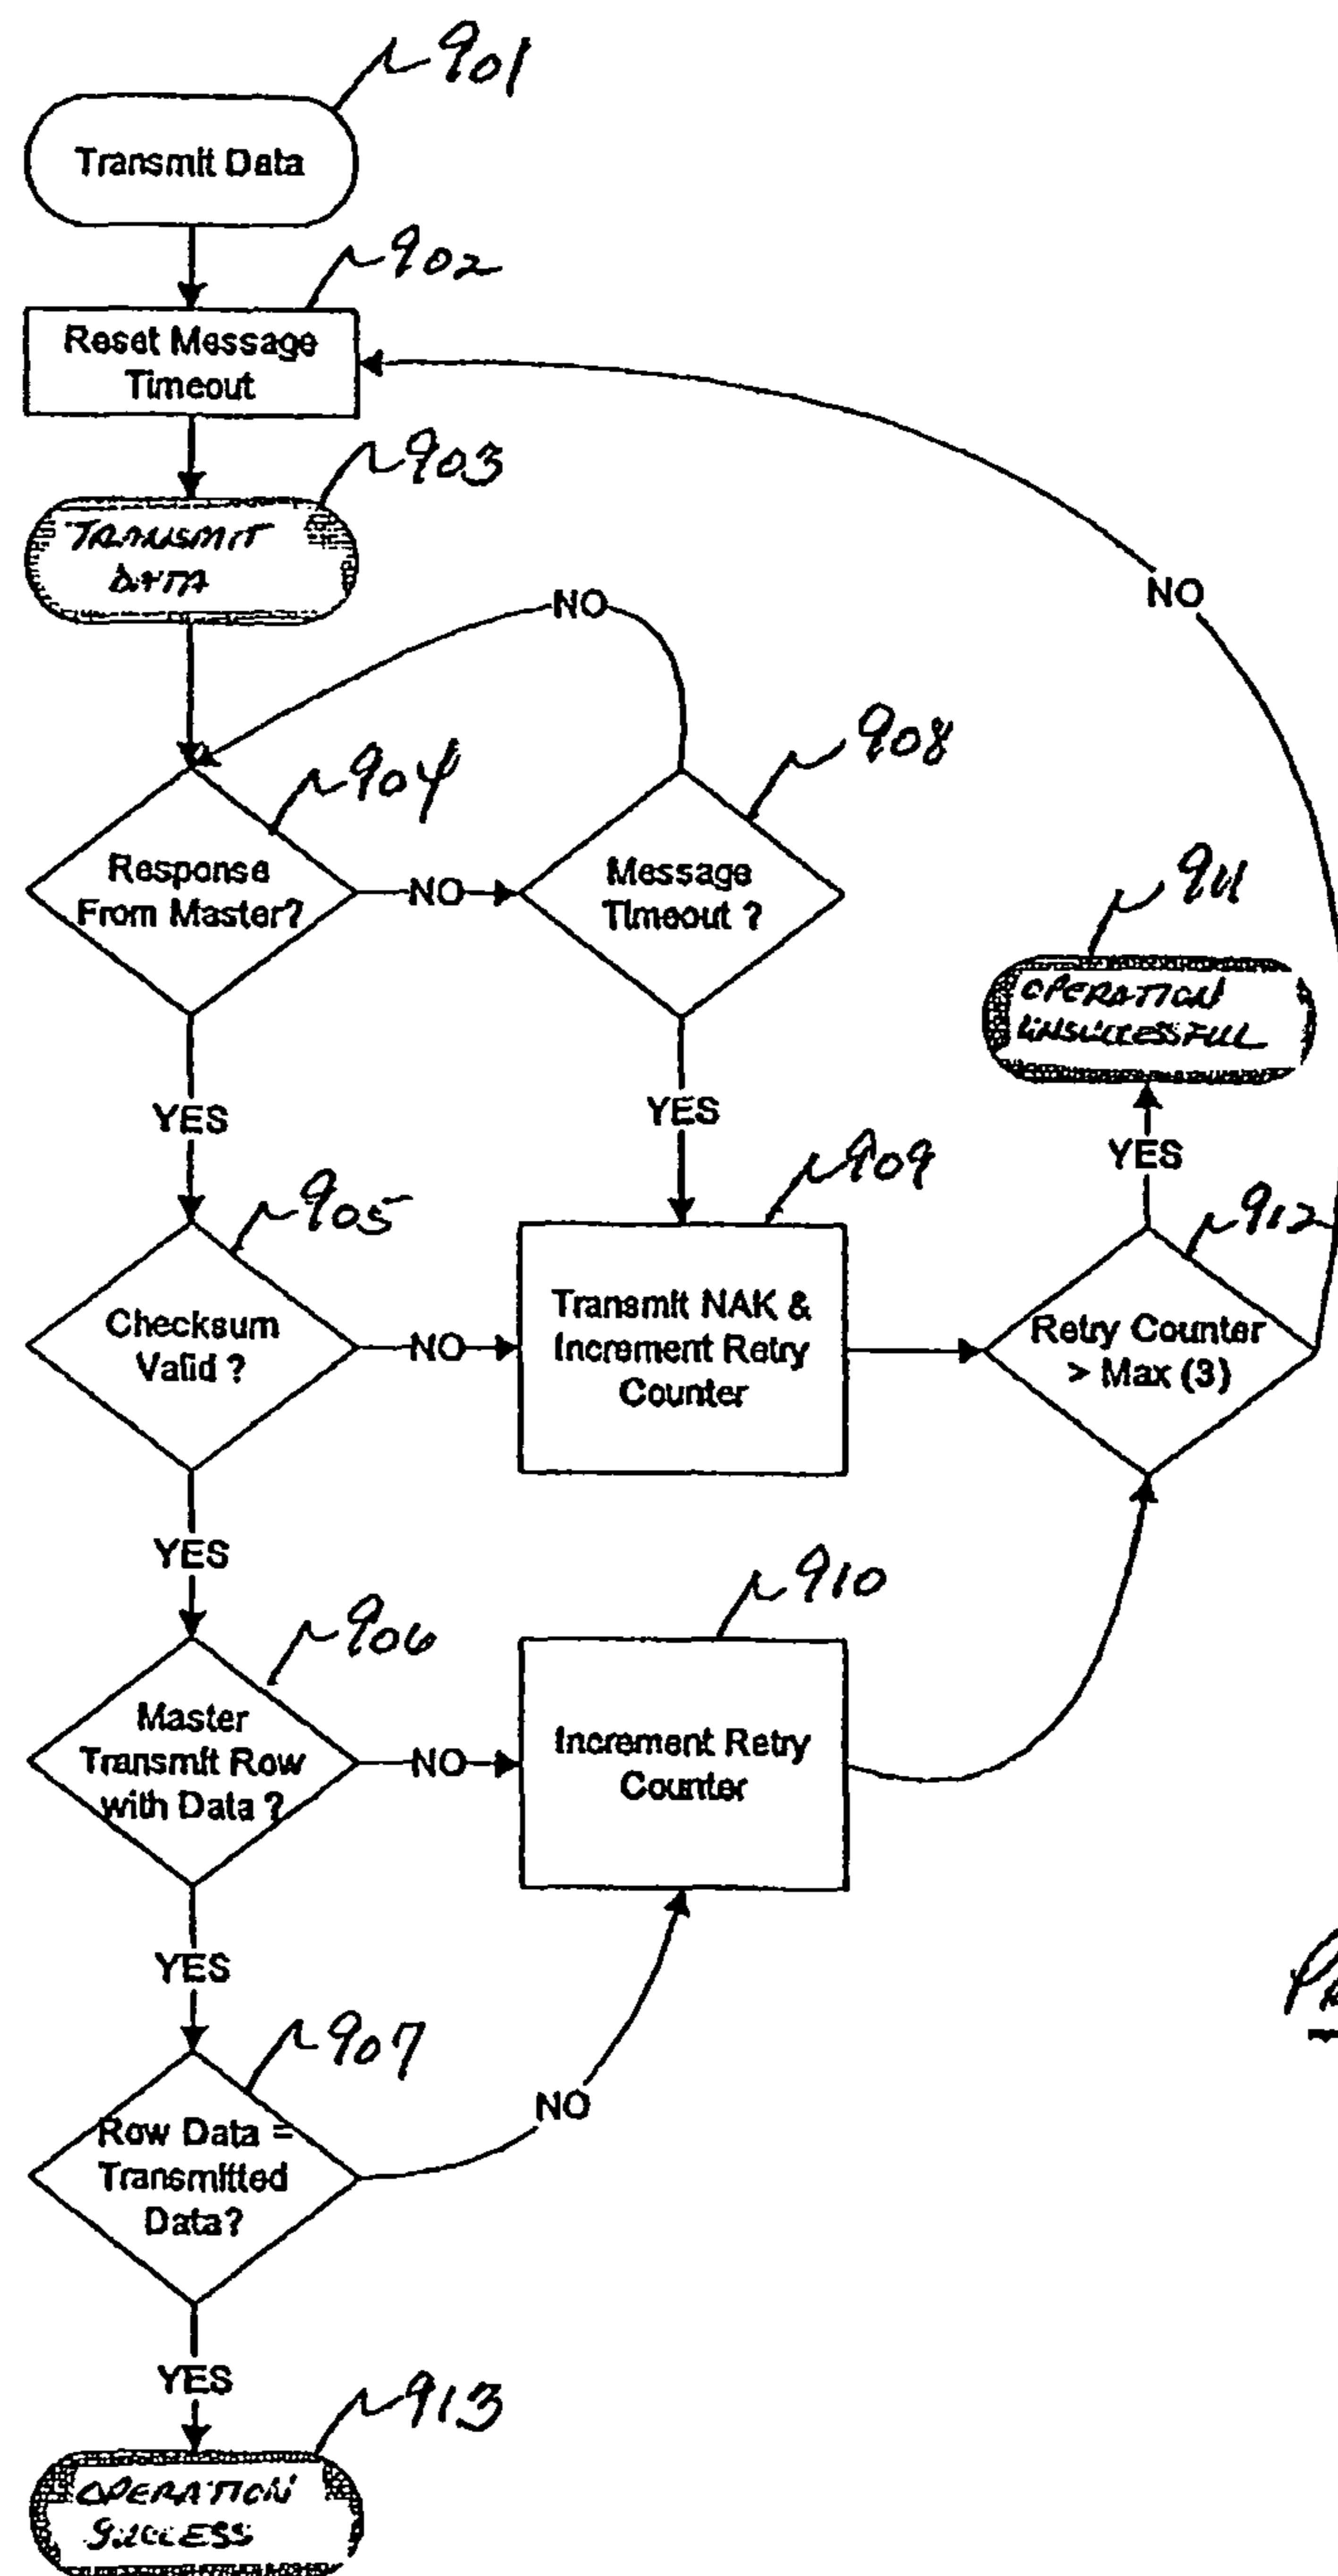 901
Transmit Data
902
Reset Message
Timeout
903
TRANSMIT
DATA
NO
NO
904
908
Response
From Master?
NO
Message
Timeout ?
911
OPERATION
UNSUCCESSFUL
YES
YES
YES
905
909
912
Checksum
Valid ?
NO
Transmit NAK &
Increment Retry
Counter
Retry Counter
> Max (3)
YES
906
910
Master
Transmit Row
with Data ?
NO
Increment Retry
Counter
YES
907
Row Data =
Transmitted
Data?
NO
YES
913
OPERATION
SUCCESS